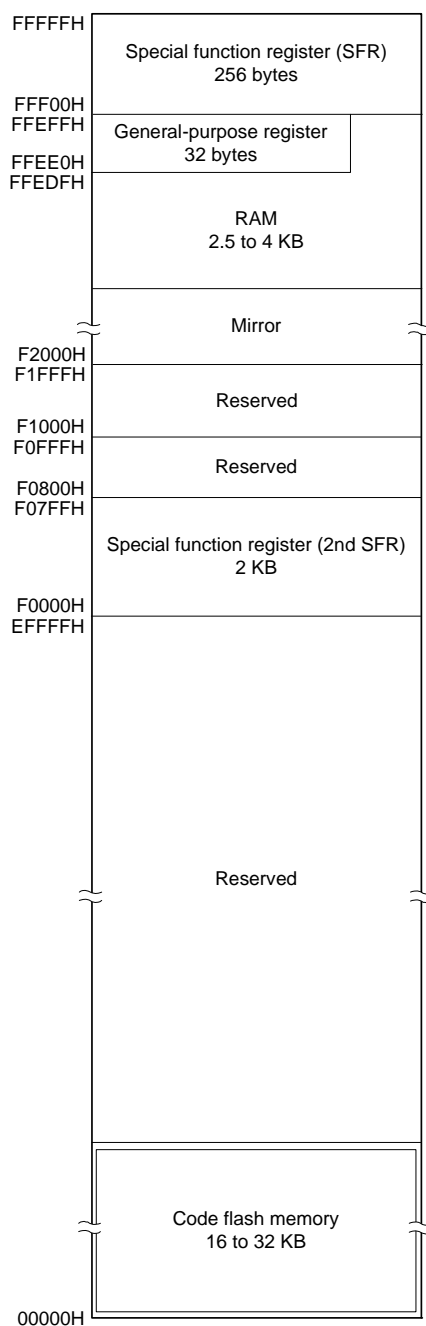 FFFFFH
Special function register (SFR)
256 bytes
FFF00H
FFEFFH
General-purpose register
32 bytes
FFEE0H
FFEDFH
RAM
2.5 to 4 KB
Mirror
F2000H
F1FFFH
Reserved
F1000H
F0FFFH
Reserved
F0800H
F07FFH
Special function register (2nd SFR)
2 KB
F0000H
EFFFFH
Reserved
Code flash memory
16 to 32 KB
00000H